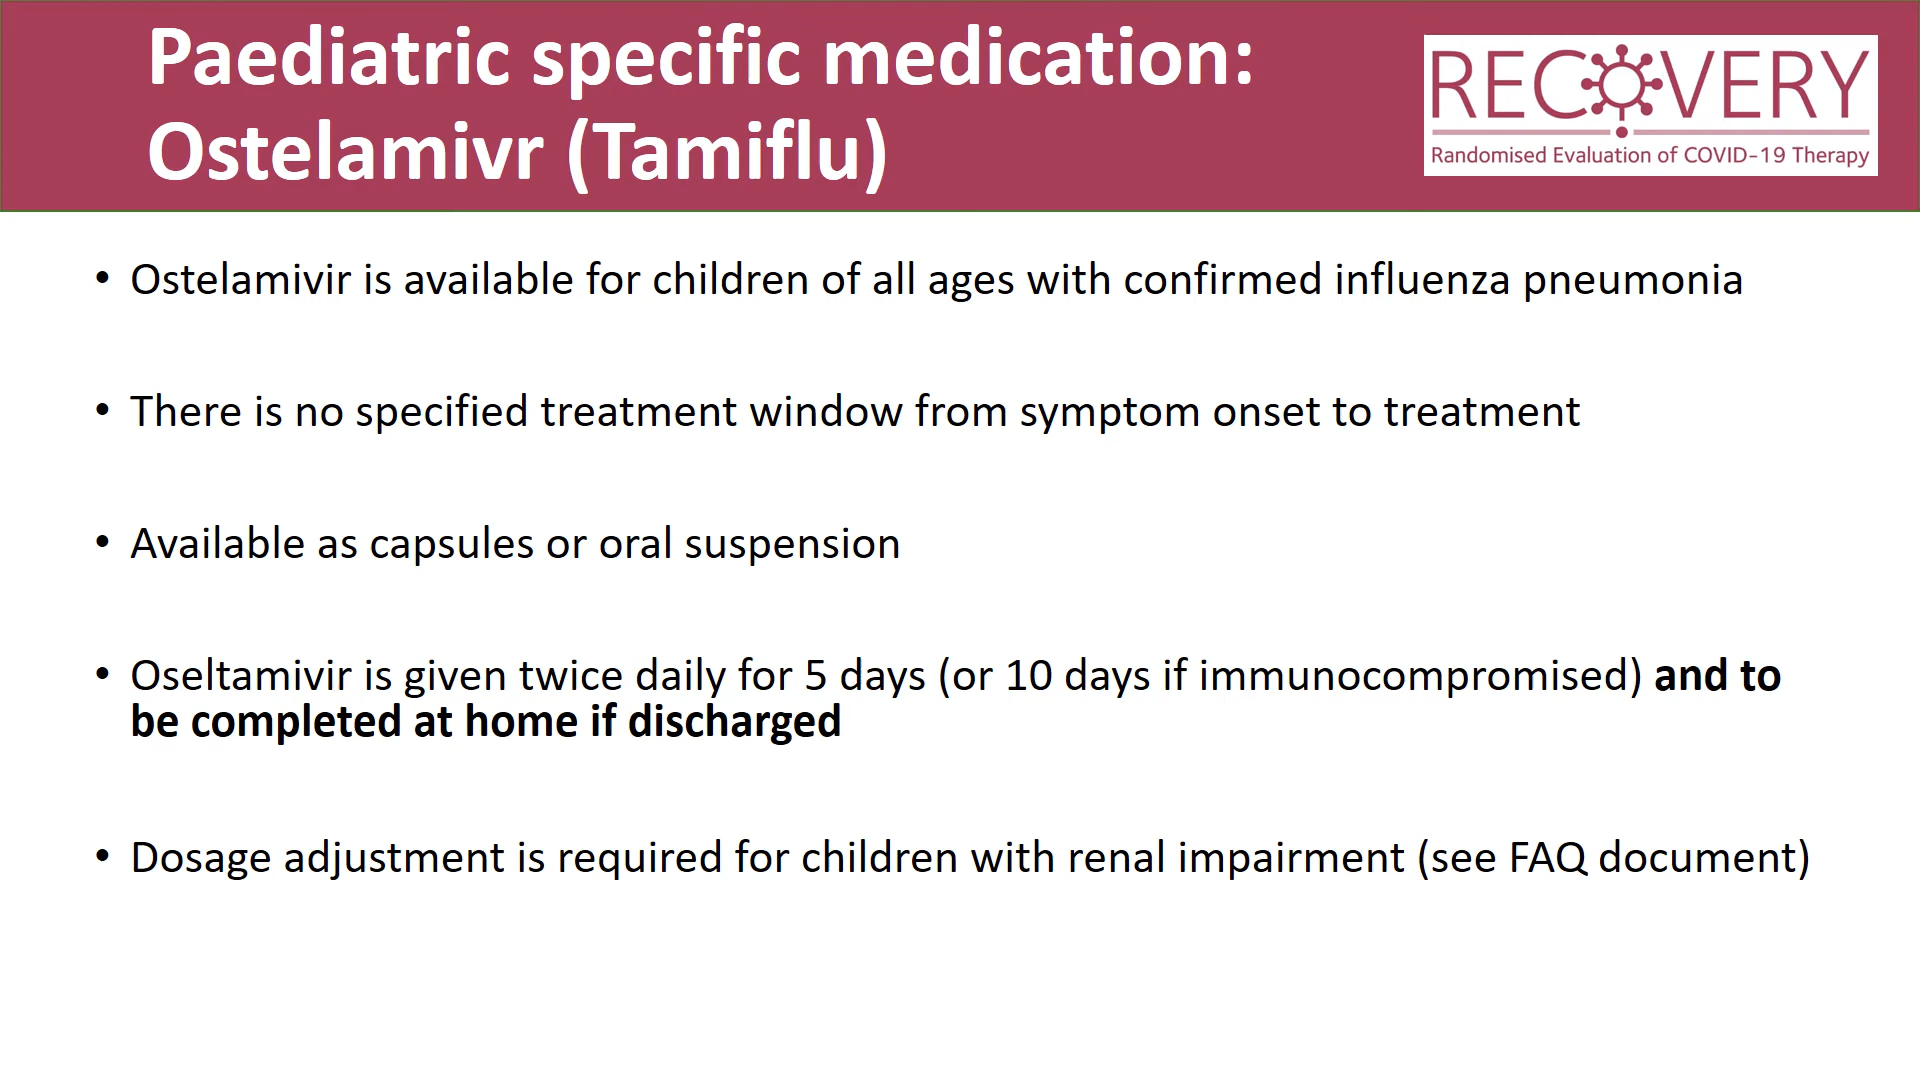 Paediatric specific medication:
Ostelamivr (Tamiflu)
RECOVERY
Randomised Evaluation of COVID-19 Therapy
• Ostelamivir is available for children of all ages with confirmed influenza pneumonia
• There is no specified treatment window from symptom onset to treatment
• Available as capsules or oral suspension
• Oseltamivir is given twice daily for 5 days (or 10 days if immunocompromised) and to
be completed at home if discharged
• Dosage adjustment is required for children with renal impairment (see FAQ document)